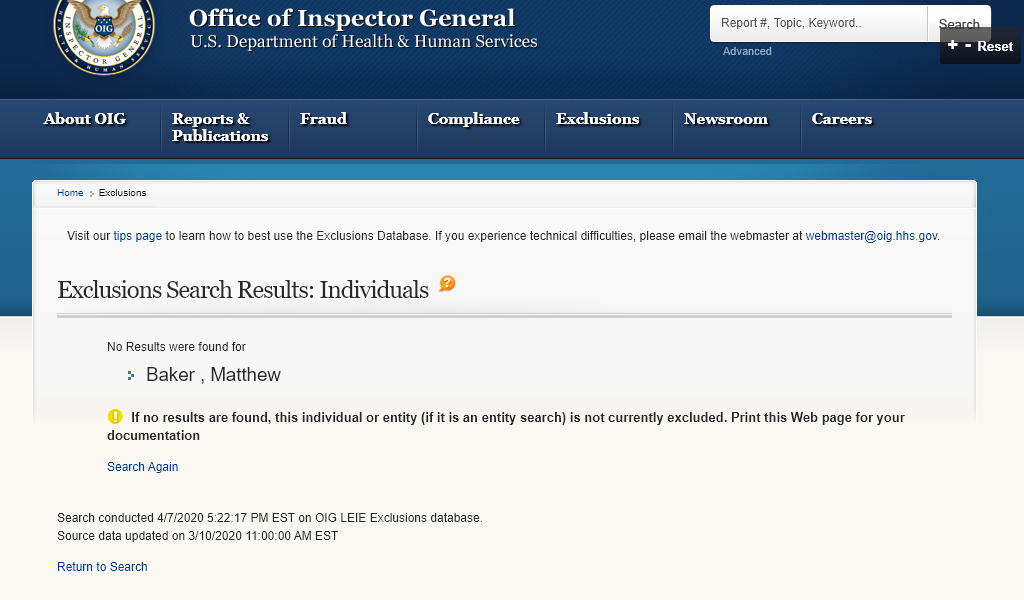 OIG
INSPECTOR GENERAL
Office of Inspector General
U.S. Department of Health & Human Services
Report #, Topic, Keyword..
Search
Advanced
+ - Reset
About OIG
Reports &
Publications
Fraud
Compliance
Exclusions
Newsroom
Careers
Home
Exclusions
Visit our tips page to learn how to best use the Exclusions Database. If you experience technical difficulties, please email the webmaster at webmaster@oig.hhs.gov.
Exclusions Search Results: Individuals
?
No Results were found for
Baker , Matthew
! If no results are found, this individual or entity (if it is an entity search) is not currently excluded. Print this Web page for your
documentation
Search Again
Search conducted 4/7/2020 5:22:17 PM EST on OIG LEIE Exclusions database.
Source data updated on 3/10/2020 11:00:00 AM EST
Return to Search